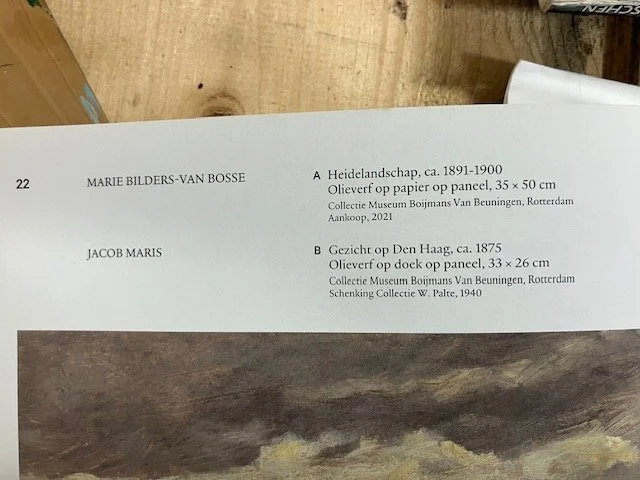 SCHEN
22
MARIE BILDERS-VAN BOSSE
A Heidelandschap, ca. 1891-1900
Olieverf op papier op paneel, 35 × 50 cm
Collectie Museum Boijmans Van Beuningen, Rotterdam
Aankoop, 2021
JACOB MARIS
B Gezicht op Den Haag, ca. 1875
Olieverf op doek op paneel, 33 × 26 cm
Collectie Museum Boijmans Van Beuningen, Rotterdam
Schenking Collectie W. Palte, 1940